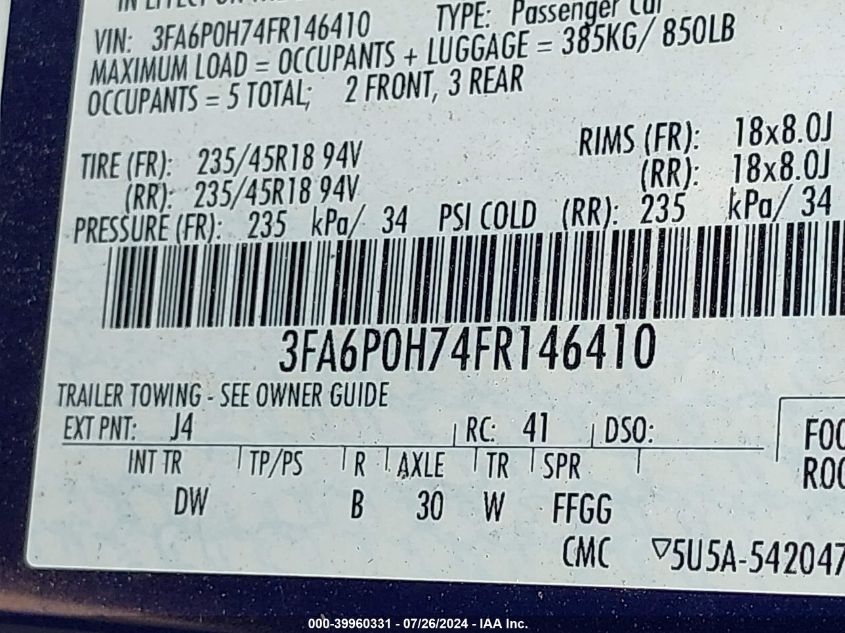 VIN: 3FA6P0H74FR146410 TYPE: Passenger Car
MAXIMUM LOAD = OCCUPANTS + LUGGAGE = 385KG/ 850LB
OCCUPANTS = 5 TOTAL; 2 FRONT, 3 REAR
TIRE (FR): 235/45R18 94V RIMS (FR): 18x8.0J
(RR): 235/45R18 94V (RR): 18x8.0J
PRESSURE (FR): 235 kPa/ 34 PSI COLD (RR): 235 kPa/ 34
3FA6P0H74FR146410
TRAILER TOWING - SEE OWNER GUIDE
EXT PNT: J4 RC: 41 DSO:
INT TR TP/PS R AXLE TR SPR
DW B 30 W FFGG
CMC ▽5U5A-542047
000-39960331 / 07/26/2024 - IAA Inc.